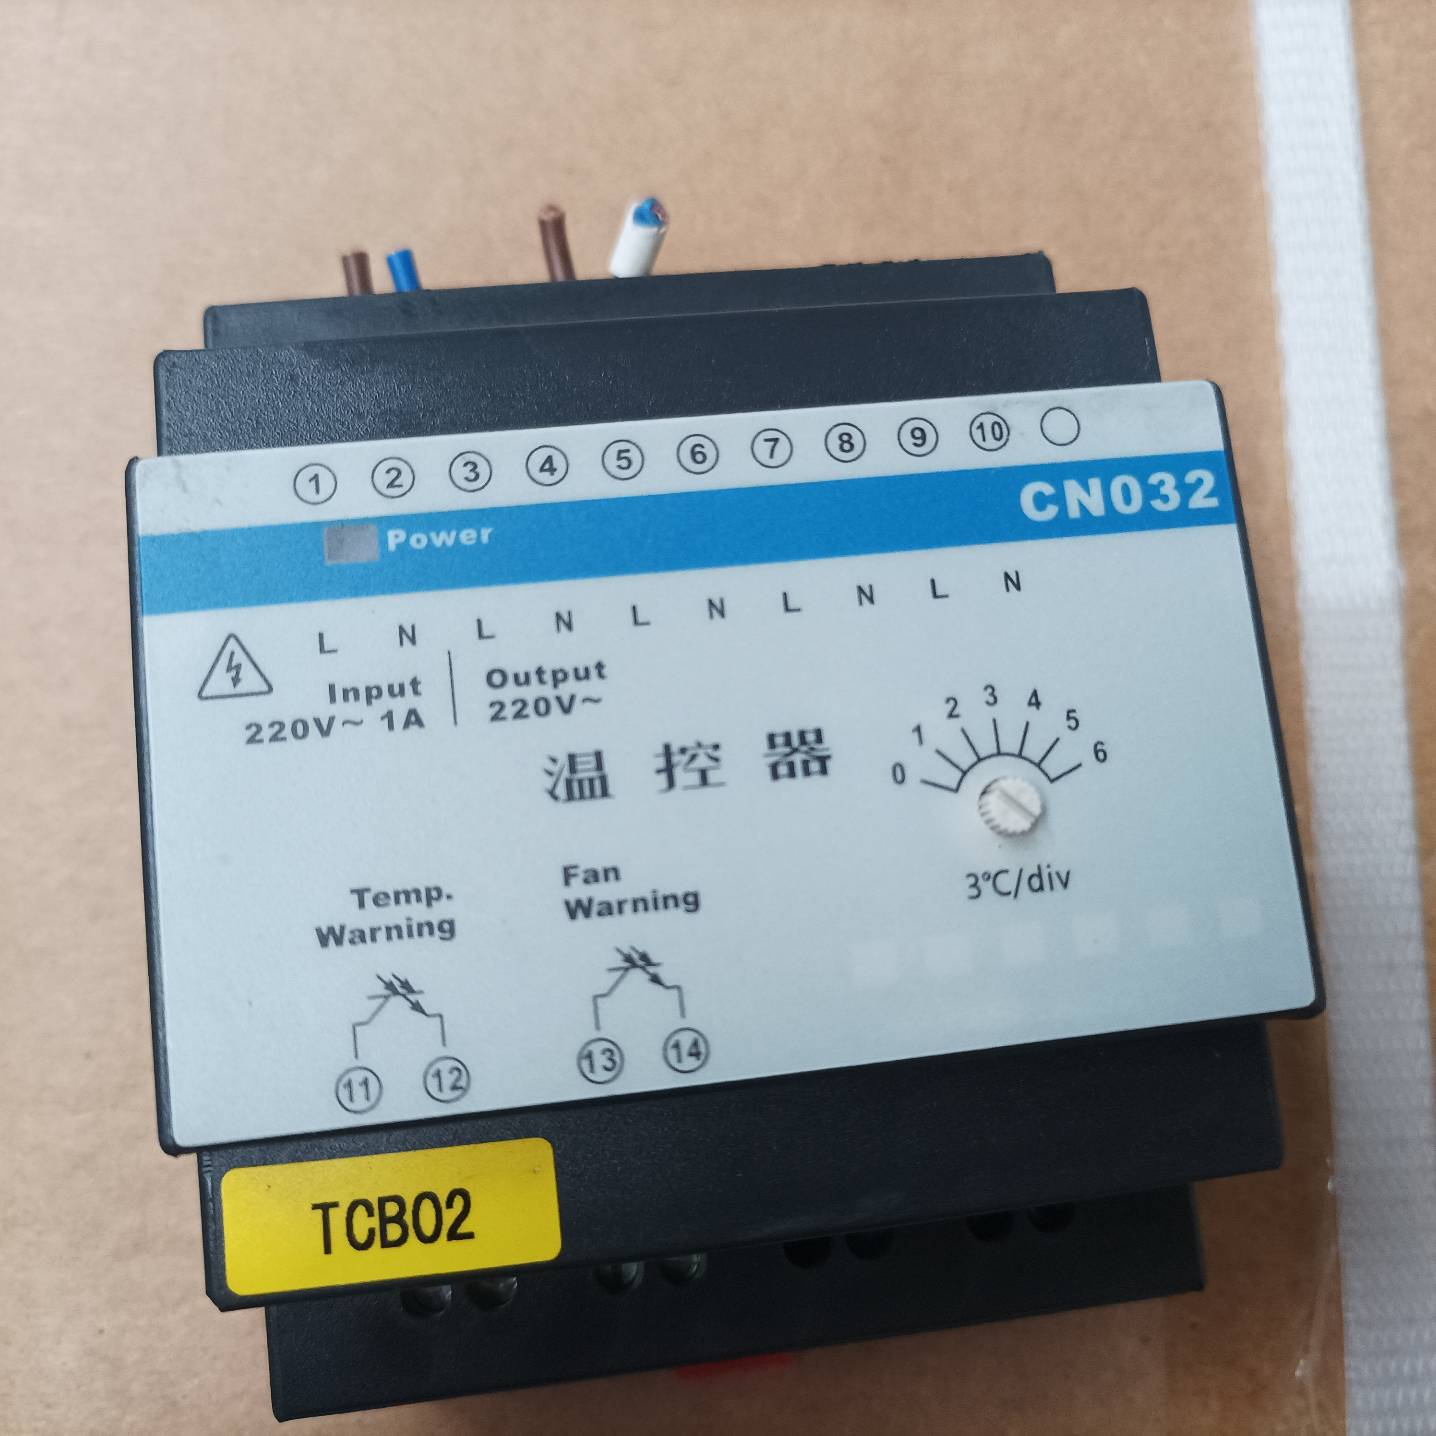 ① ② ③ ④ ⑤ ⑥ ⑦ ⑧ ⑨ ⑩
Power
CN032
L N L N L N L N L N
Input
220V~ 1A
Output
220V~
温控器
0 1 2 3 4 5 6
3°C/div
Temp.
Warning
Fan
Warning
⑪ ⑫ ⑬ ⑭
TCB02